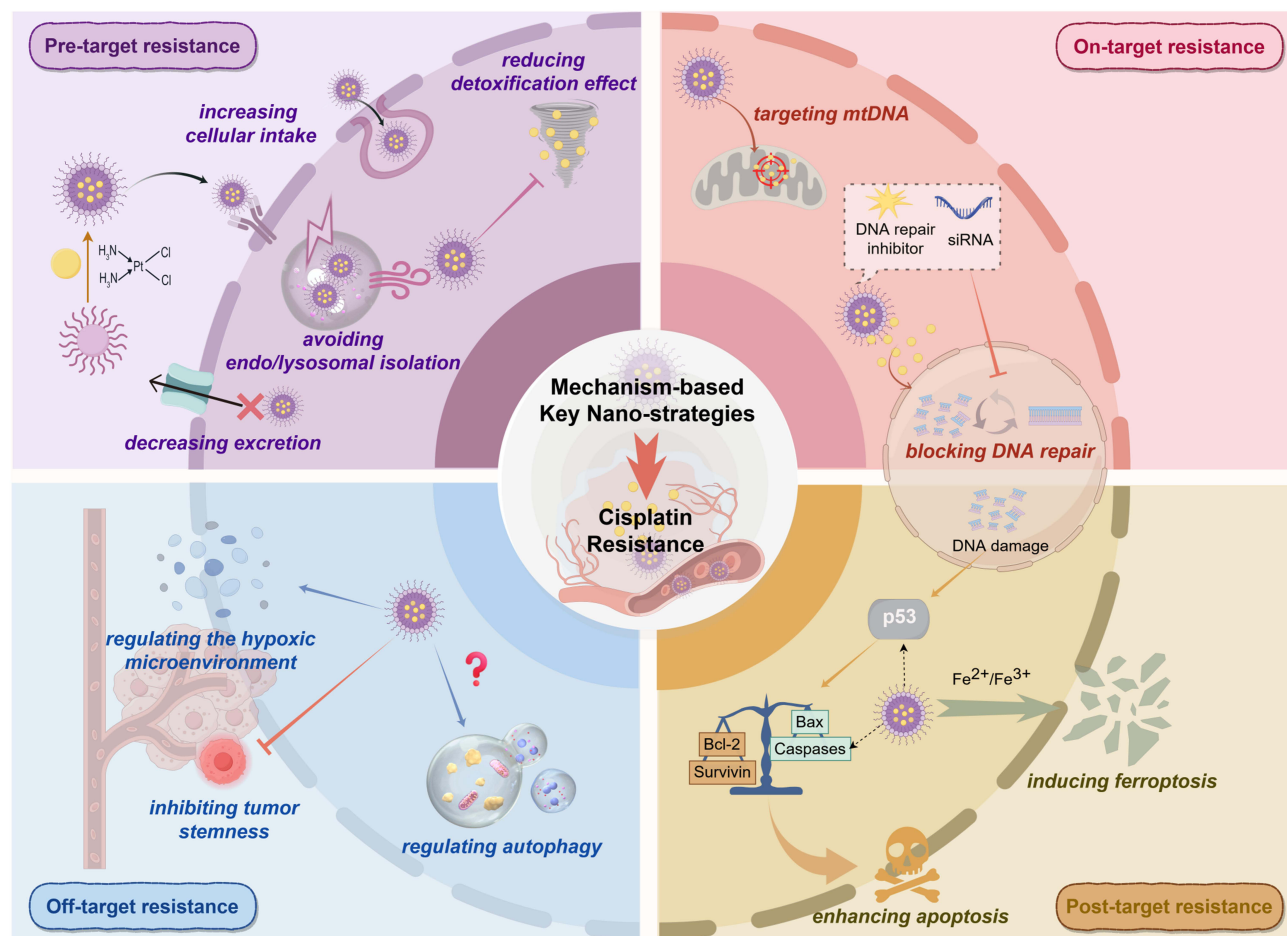 Pre-target resistance
reducing
detoxification effect
increasing
cellular intake
H₃N
Cl
Pt
H₃N
Cl
avoiding
endo/lysosomal isolation
decreasing excretion
On-target resistance
targeting mtDNA
DNA repair
inhibitor
siRNA
blocking DNA repair
Mechanism-based
Key Nano-strategies
Cisplatin
Resistance
regulating the hypoxic
microenvironment
?
inhibiting tumor
stemness
regulating autophagy
Off-target resistance
DNA damage
p53
Fe²⁺/Fe³⁺
Bax
Bcl-2
Caspases
Survivin
inducing ferroptosis
enhancing apoptosis
Post-target resistance